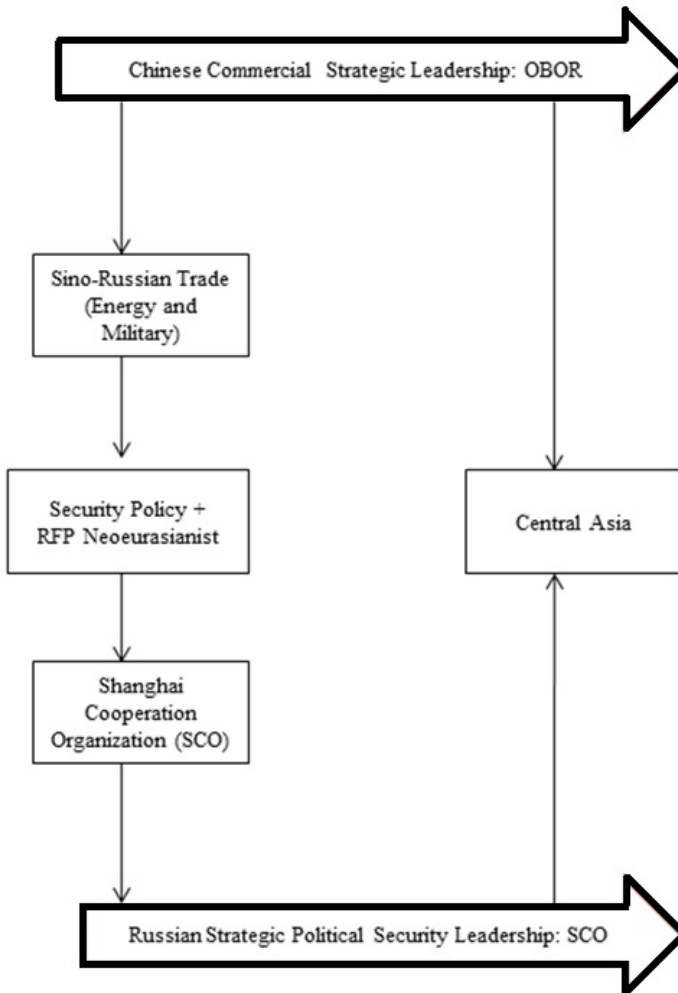 Chinese Commercial Strategic Leadership: OBOR
Sino-Russian Trade
(Energy and
Military)
Security Policy +
RFP Neoeurasianist
Central Asia
Shanghai
Cooperation
Organization (SCO)
Russian Strategic Political Security Leadership: SCO